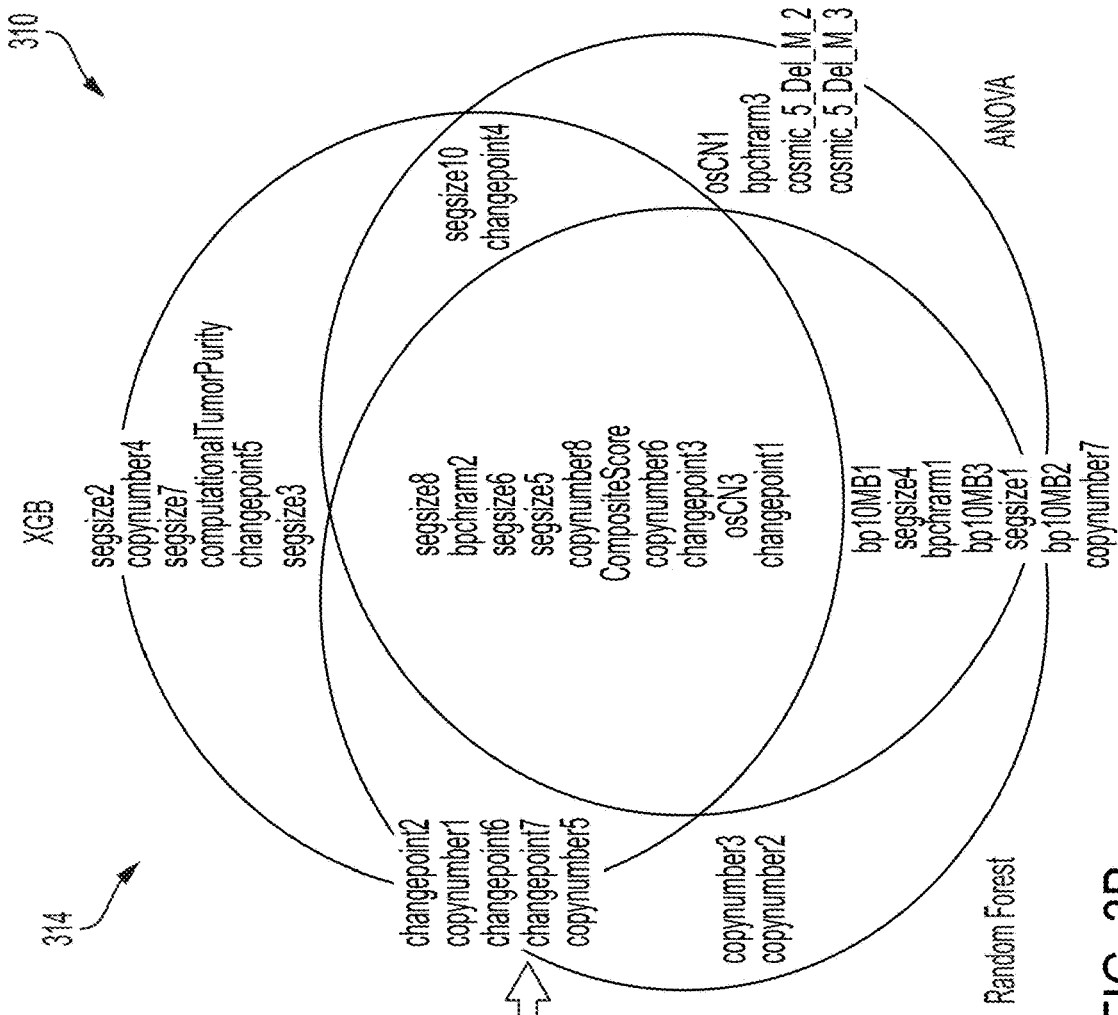 314
310
XGB
segsize2
copynumber4
segsize7
computationalTumorPurity
changepoint5
segsize3
changepoint2
copynumber1
changepoint6
changepoint7
copynumber5
segsize10
changepoint4
segsize8
bpchrarm2
segsize6
segsize5
copynumber8
CompositeScore
copynumber6
changepoint3
osCN3
changepoint1
copynumber3
copynumber2
osCN1
bpchrarm3
cosmic_5_Del_M_2
cosmic_5_Del_M_3
bp10MB1
segsize4
bpchrarm1
bp10MB3
segsize1
bp10MB2
copynumber7
Random Forest
ANOVA